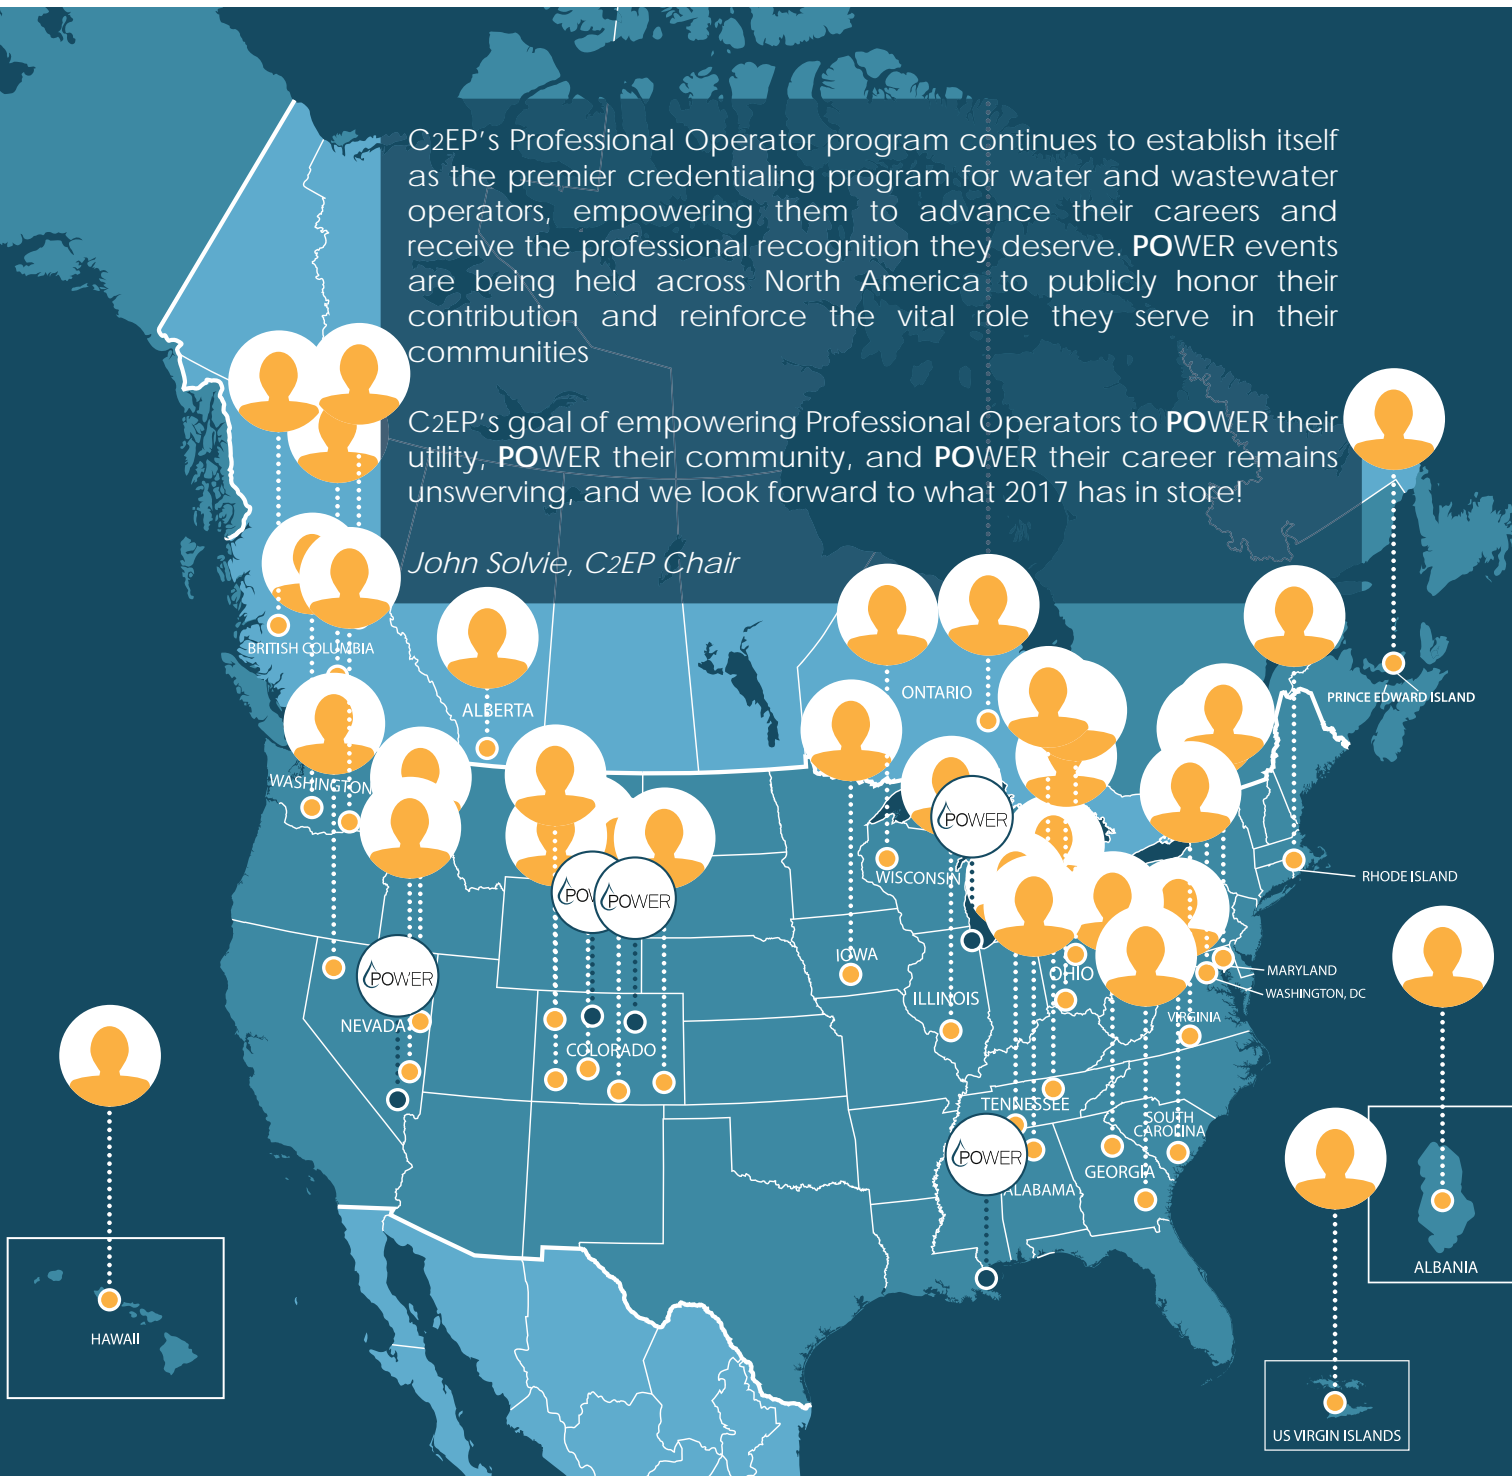 C2EP's Professional Operator program continues to establish itself
as the premier credentialing program for water and wastewater
operators, empowering them to advance their careers and
receive the professional recognition they deserve. POWER events
are being held across North America to publicly honor their
contribution and reinforce the vital role they serve in their
communities
C2EP's goal of empowering Professional Operators to POWER their
utility, POWER their community, and POWER their career remains
unswerving, and we look forward to what 2017 has in store!
John Solvie, C2EP Chair
BRITISH COLUMBIA
ALBERTA
ONTARIO
PRINCE EDWARD ISLAND
WASHINGTON
POWER
WISCONSIN
RHODE ISLAND
POWER
IOWA
OHIO
MARYLAND
WASHINGTON, DC
POWER
ILLINOIS
VIRGINIA
NEVADA
COLORADO
TENNESSEE
SOUTH
CAROLINA
POWER
GEORGIA
ALABAMA
ALBANIA
HAWAII
US VIRGIN ISLANDS